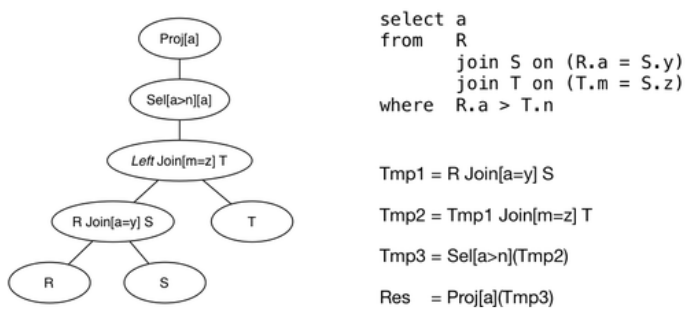 Proj[a]
Sel[a>n][a]
Left Join[m=z] T
R Join[a=y] S
T
R
S
select a
from R
join S on (R.a = S.y)
join T on (T.m = S.z)
where R.a > T.n
Tmp1 = R Join[a=y] S
Tmp2 = Tmp1 Join[m=z] T
Tmp3 = Sel[a>n](Tmp2)
Res = Proj[a](Tmp3)